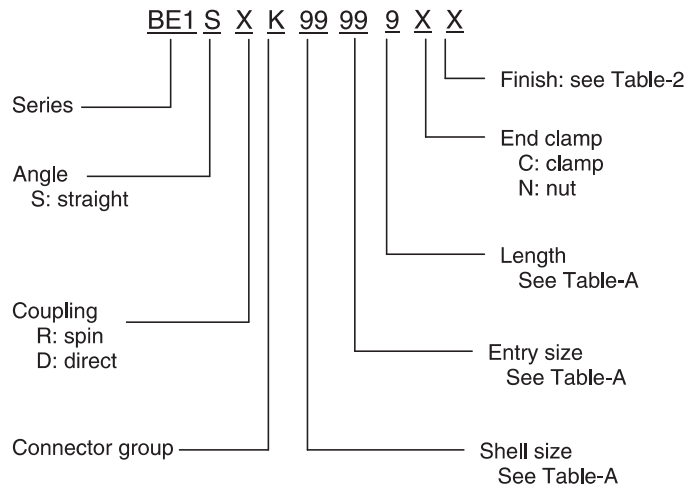 BE1 S X K 99 99 9 X X
Finish: see Table-2
Series
End clamp
C: clamp
N: nut
Angle
S: straight
Length
See Table-A
Coupling
R: spin
D: direct
Entry size
See Table-A
Connector group
Shell size
See Table-A